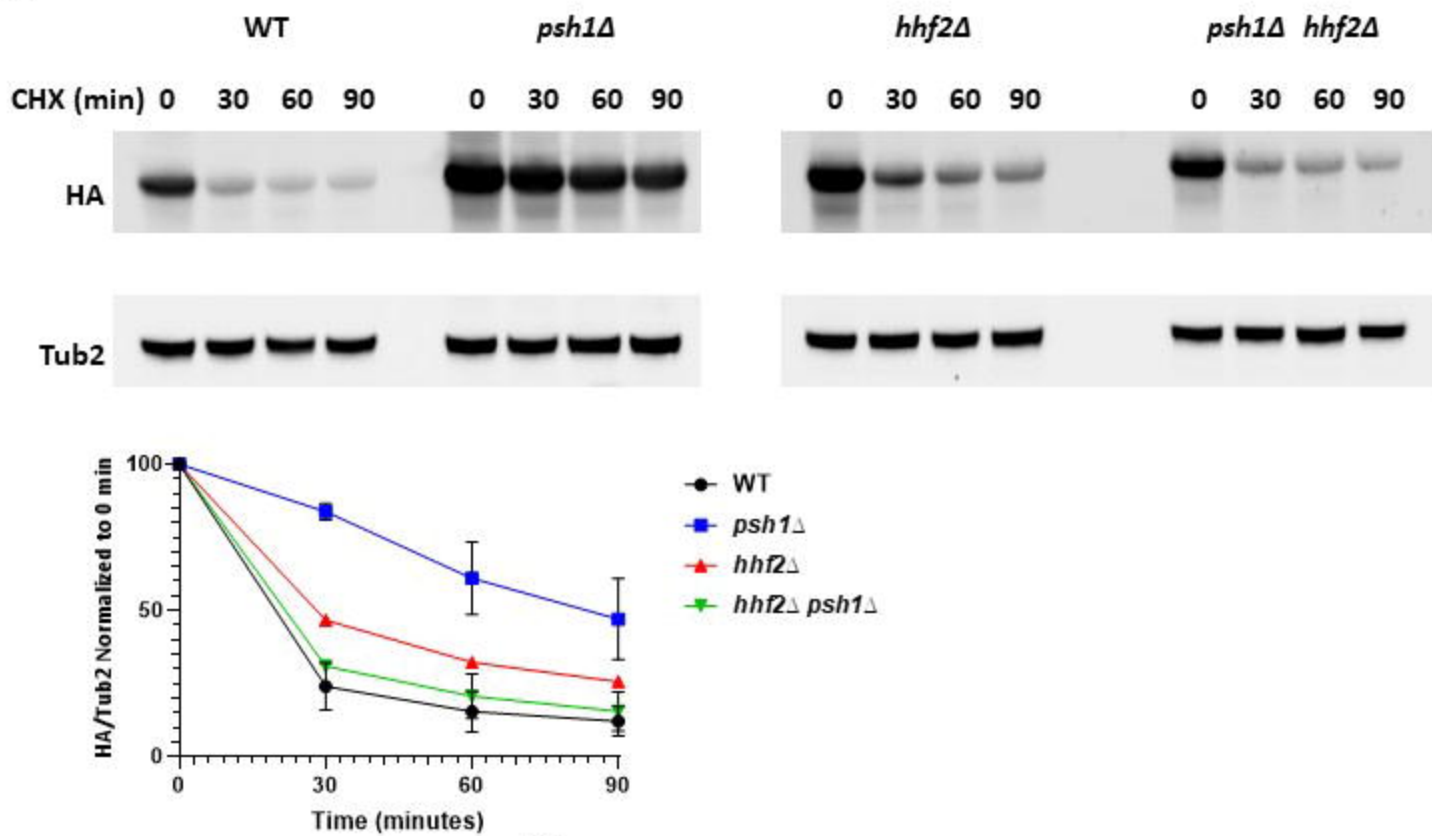 WT psh1Δ hhf2Δ psh1Δ hhf2Δ
CHX (min) 0 30 60 90 0 30 60 90 0 30 60 90 0 30 60 90
HA
Tub2
HA/Tub2 Normalized to 0 min
100
50
0
0 30 60 90
Time (minutes)
WT
psh1Δ
hhf2Δ
hhf2Δ psh1Δ